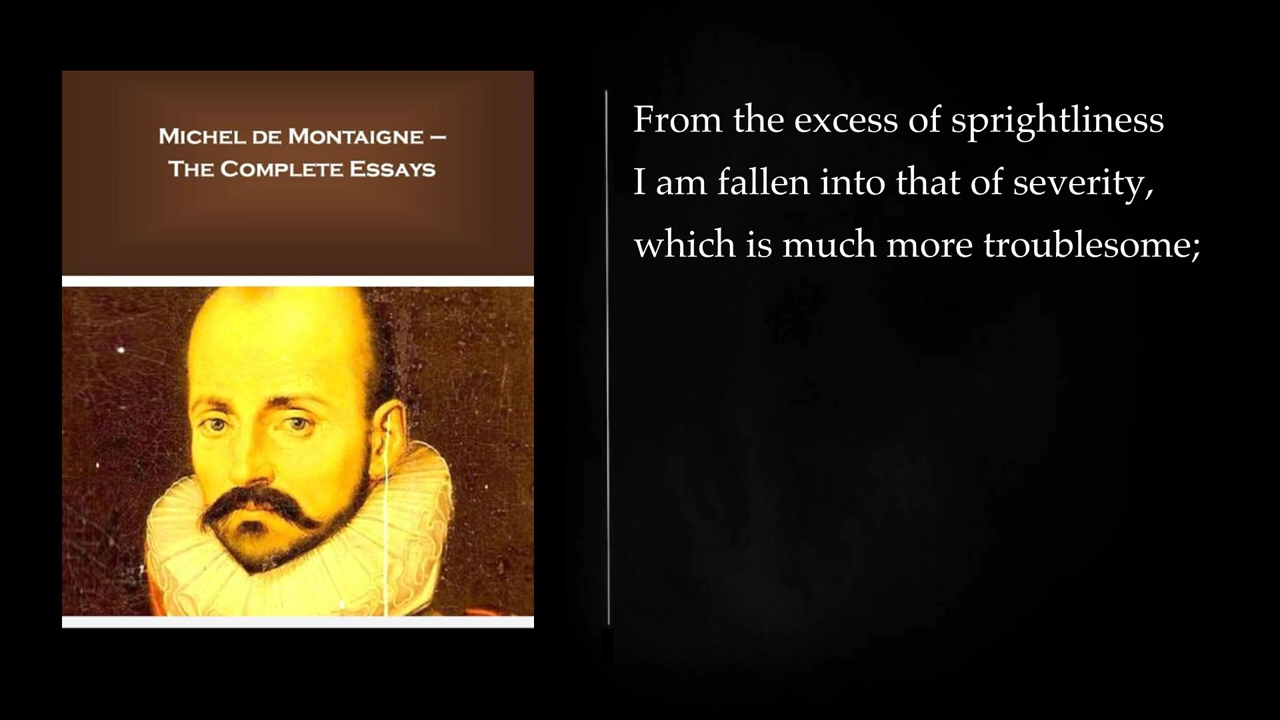 MICHEL DE MONTAIGNE –
THE COMPLETE ESSAYS
From the excess of sprightliness
I am fallen into that of severity,
which is much more troublesome;